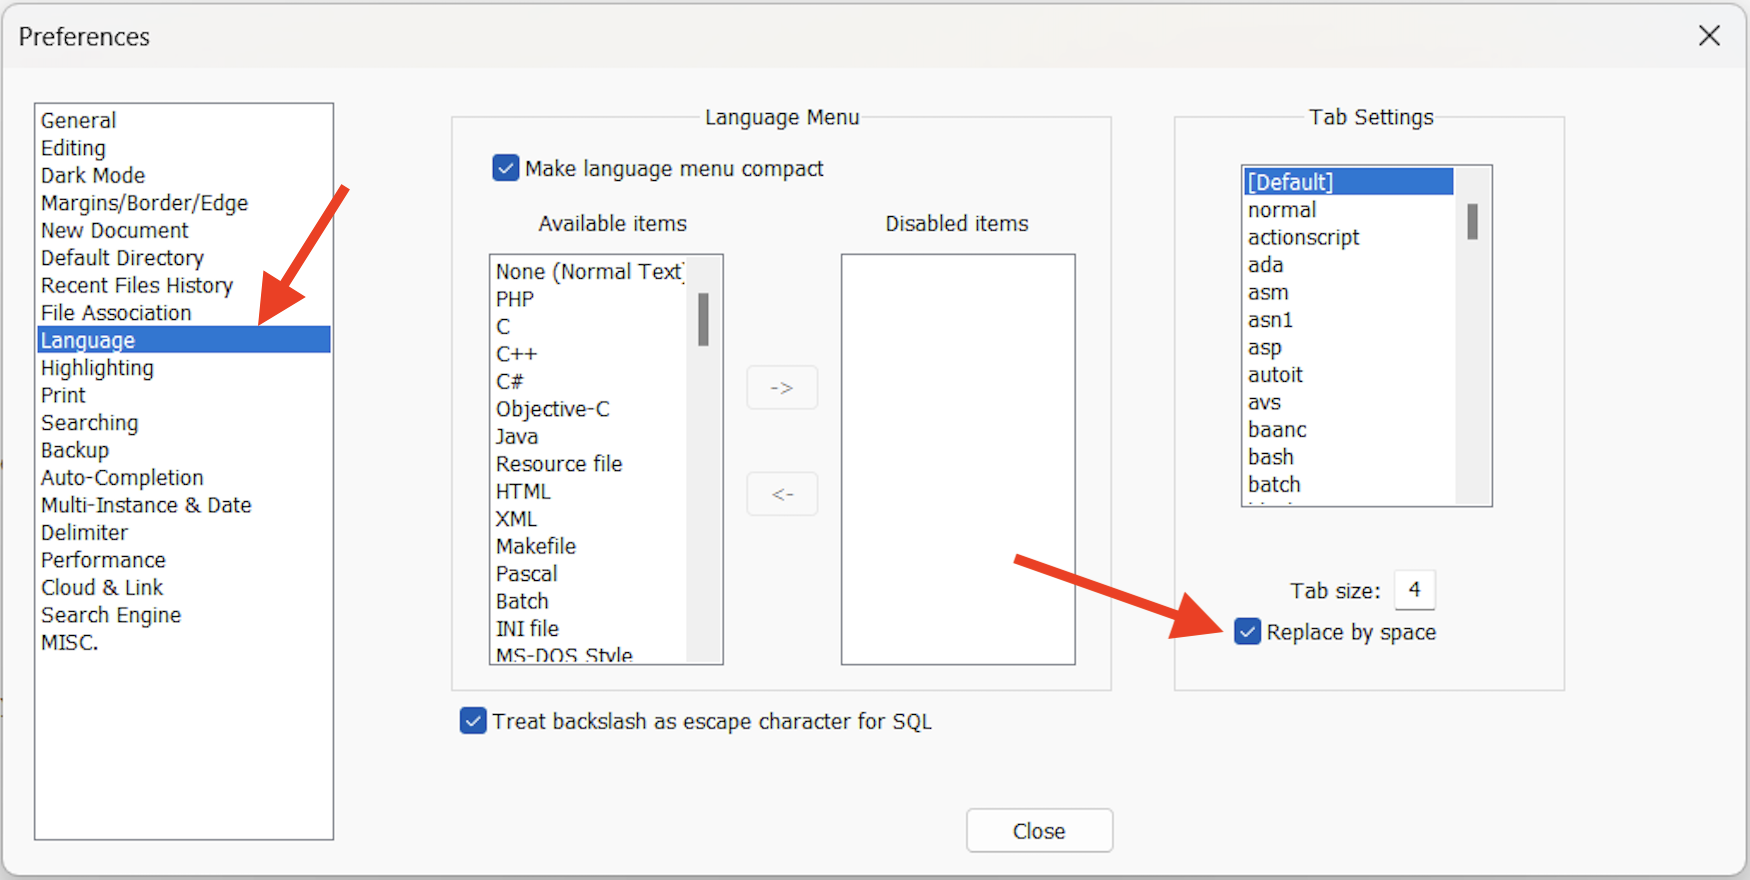 Preferences
General
Editing
Dark Mode
Margins/Border/Edge
New Document
Default Directory
Recent Files History
File Association
Language
Highlighting
Print
Searching
Backup
Auto-Completion
Multi-Instance & Date
Delimiter
Performance
Cloud & Link
Search Engine
MISC.
Language Menu
Make language menu compact
Available items
None (Normal Text)
PHP
C
C++
C#
Objective-C
Java
Resource file
HTML
XML
Makefile
Pascal
Batch
INI file
MS-DOS Style
->
<-
Disabled items
Treat backslash as escape character for SQL
Tab Settings
[Default]
normal
actionscript
ada
asm
asn1
asp
autoit
avs
baanc
bash
batch
Tab size: 4
Replace by space
Close